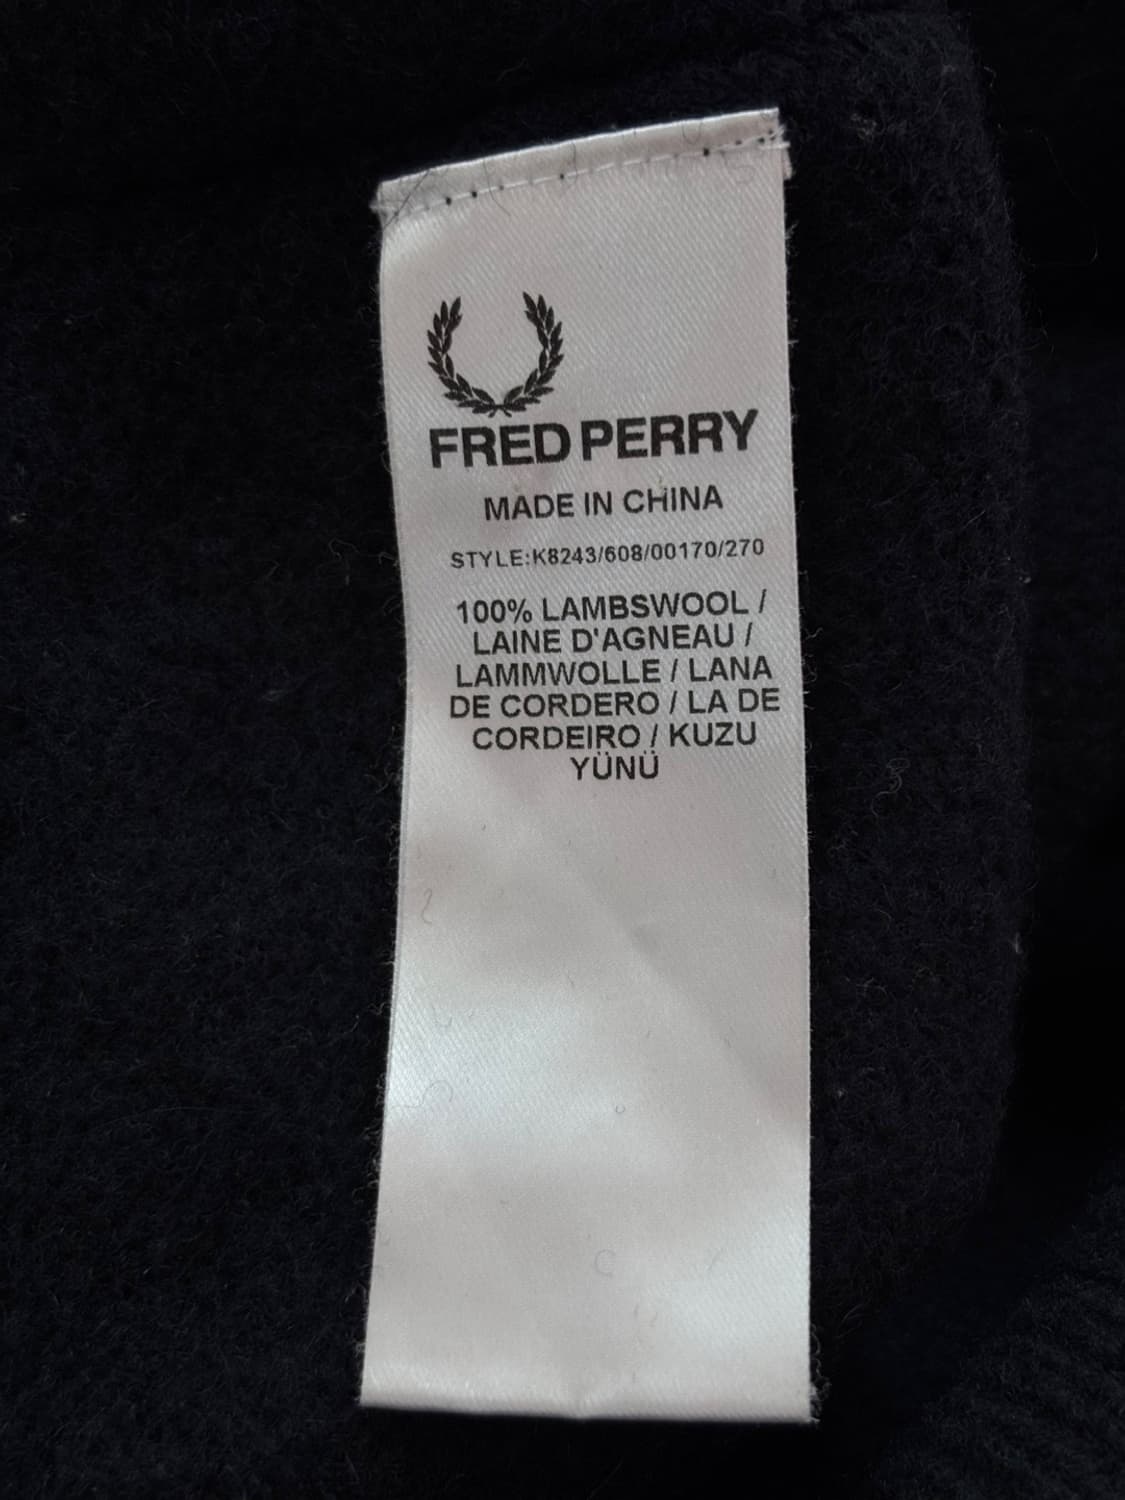 FRED PERRY
MADE IN CHINA
STYLE:K8243/608/00170/270
100% LAMBSWOOL /
LAINE D'AGNEAU /
LAMMWOLLE / LANA
DE CORDERO / LA DE
CORDEIRO / KUZU
YÜNÜ